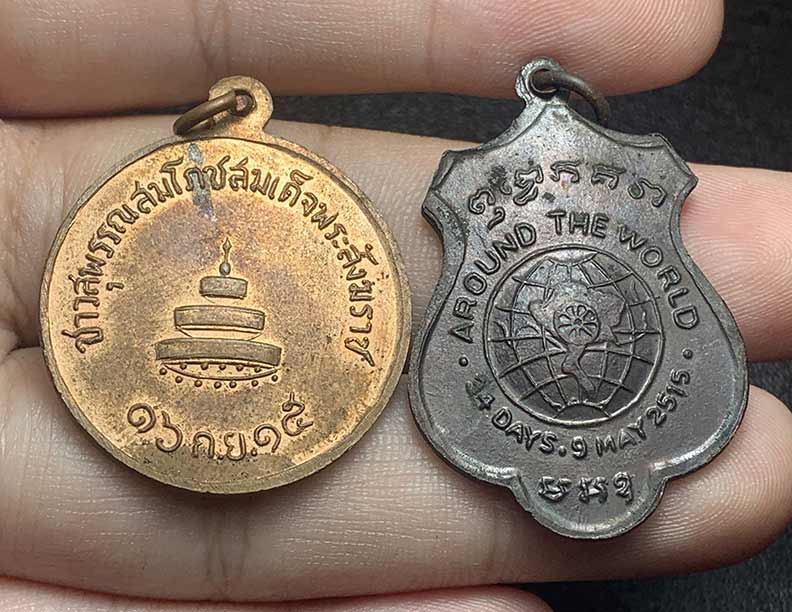 ชาวสุพรรณสมโภชสมเด็จพระสังฆราช
๑๖ ก.ย. ๑๕
AROUND THE WORLD
DAYS. 9 MAY 2515